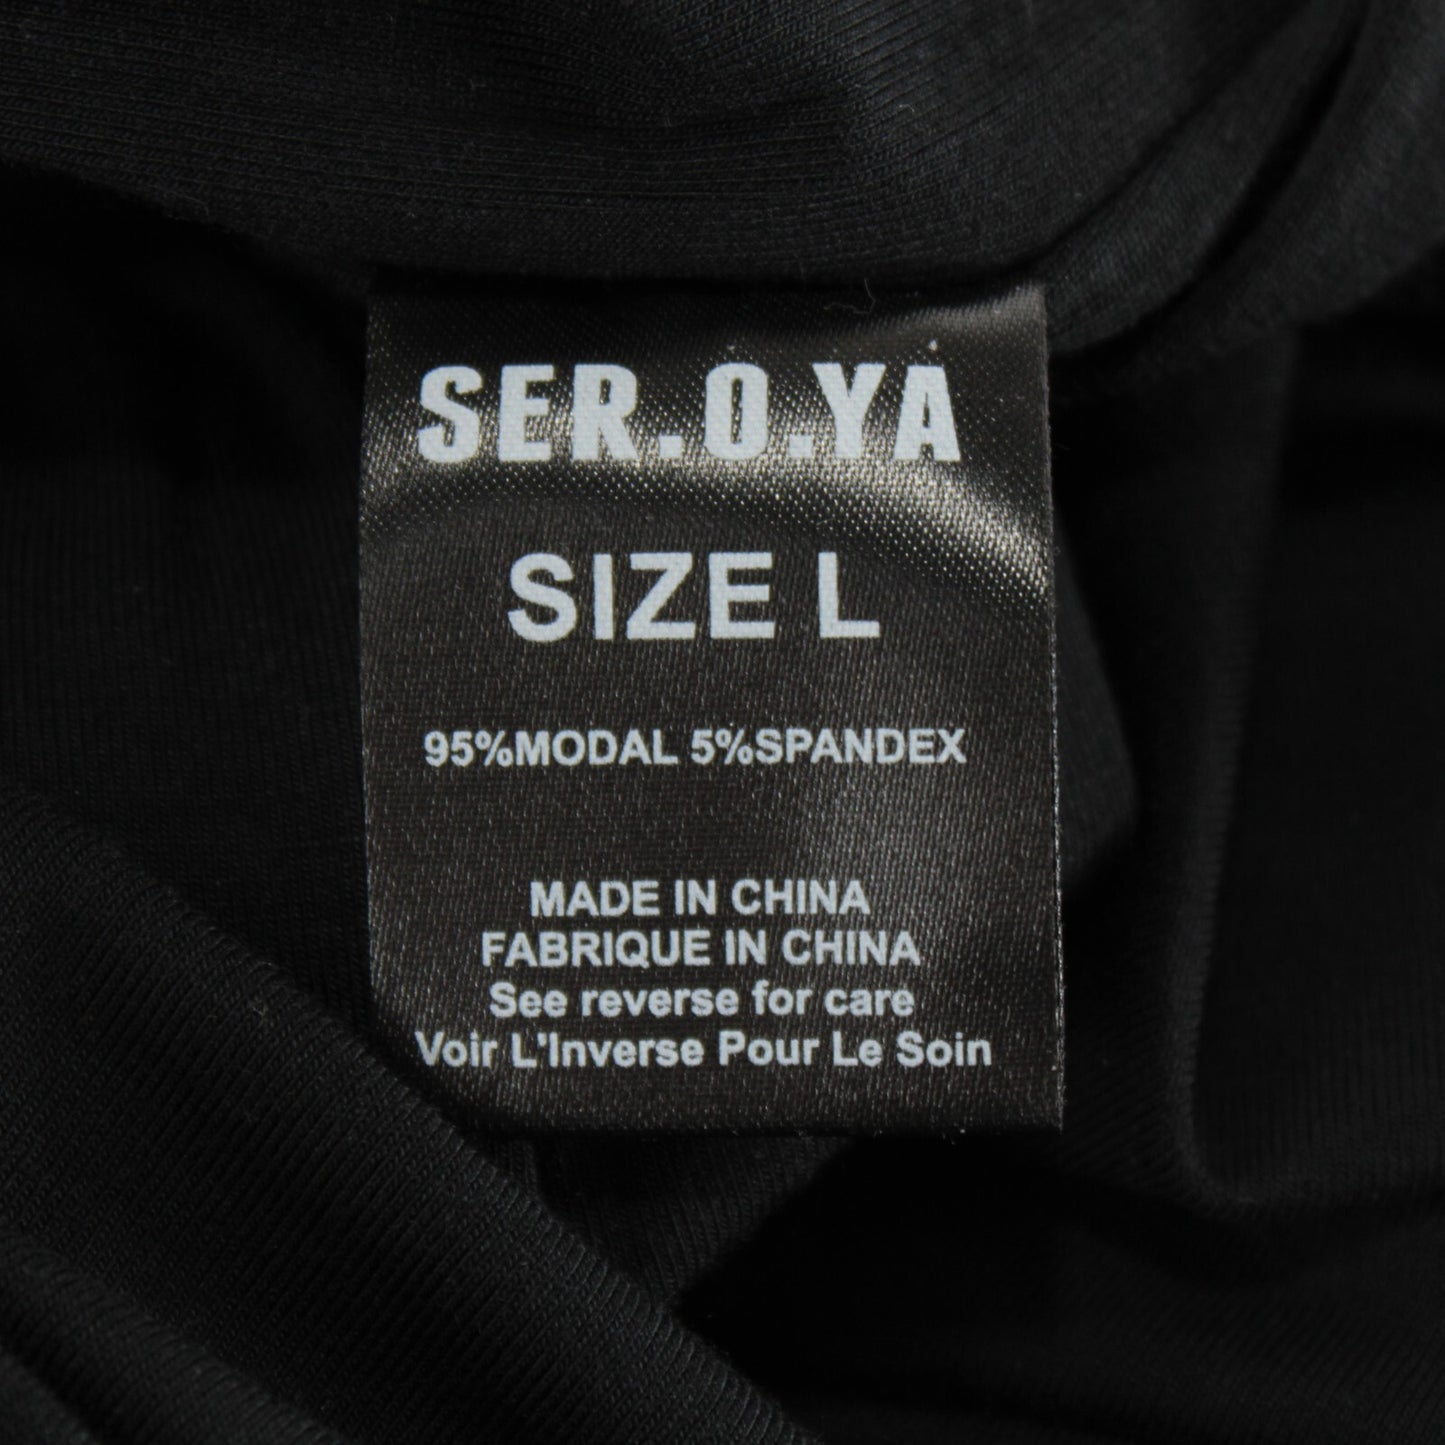 SER.O.YA
SIZE L
95%MODAL 5%SPANDEX
MADE IN CHINA
FABRIQUE IN CHINA
See reverse for care
Voir L'Inverse Pour Le Soin